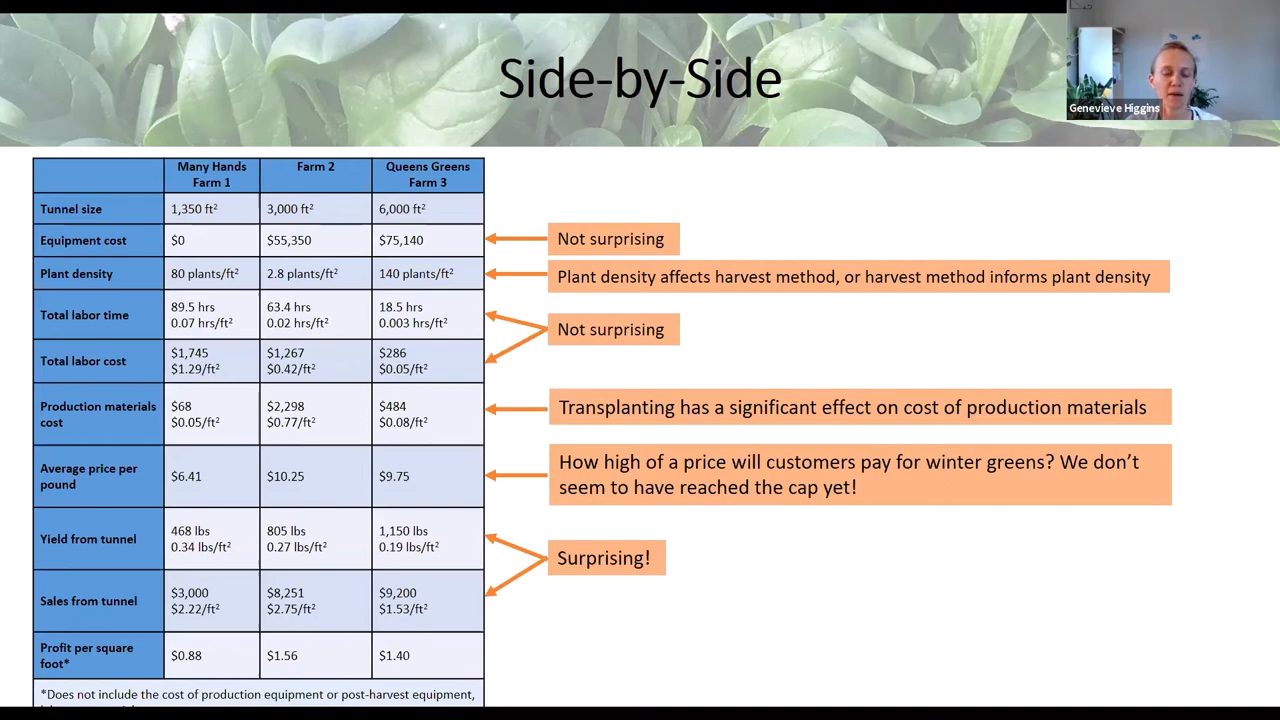 Side-by-Side
Genevieve Higgins
Many Hands Farm 1 Farm 2 Queens Greens Farm 3
Tunnel size 1,350 ft² 3,000 ft² 6,000 ft²
Equipment cost $0 $55,350 $75,140
Not surprising
Plant density 80 plants/ft² 2.8 plants/ft² 140 plants/ft²
Plant density affects harvest method, or harvest method informs plant density
Total labor time 89.5 hrs 0.07 hrs/ft² 63.4 hrs 0.02 hrs/ft² 18.5 hrs 0.003 hrs/ft²
Not surprising
Total labor cost $1,745 $1.29/ft² $1,267 $0.42/ft² $286 $0.05/ft²
Production materials cost $68 $0.05/ft² $2,298 $0.77/ft² $484 $0.08/ft²
Transplanting has a significant effect on cost of production materials
Average price per pound $6.41 $10.25 $9.75
How high of a price will customers pay for winter greens? We don't
seem to have reached the cap yet!
Yield from tunnel 468 lbs 0.34 lbs/ft² 805 lbs 0.27 lbs/ft² 1,150 lbs 0.19 lbs/ft²
Surprising!
Sales from tunnel $3,000 $2.22/ft² $8,251 $2.75/ft² $9,200 $1.53/ft²
Profit per square foot* $0.88 $1.56 $1.40
*Does not include the cost of production equipment or post-harvest equipment,